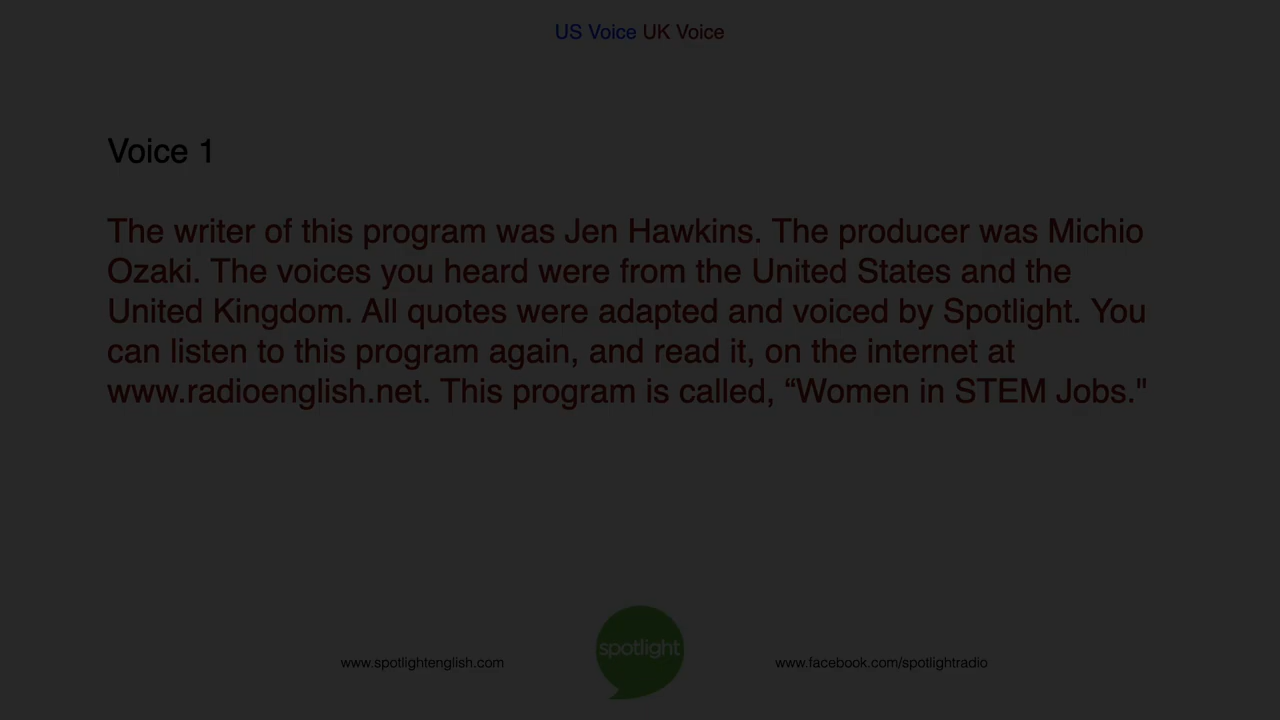 US Voice UK Voice
Voice 1
The writer of this program was Jen Hawkins. The producer was Michio
Ozaki. The voices you heard were from the United States and the
United Kingdom. All quotes were adapted and voiced by Spotlight. You
can listen to this program again, and read it, on the internet at
www.radioenglish.net. This program is called, “Women in STEM Jobs."
spotlight
www.spotlightenglish.com
www.facebook.com/spotlightradio